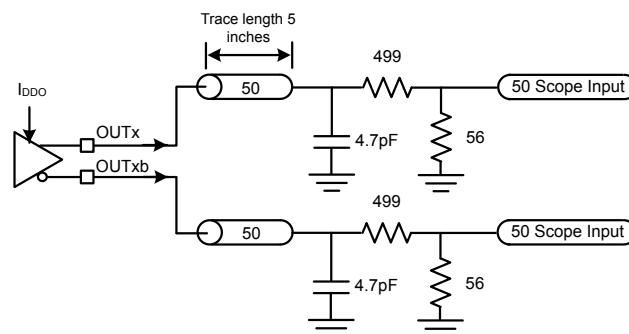 Trace length 5
inches
499
I_DDO
50
50 Scope Input
OUTx
4.7pF
56
OUTxb
499
50
50 Scope Input
4.7pF
56